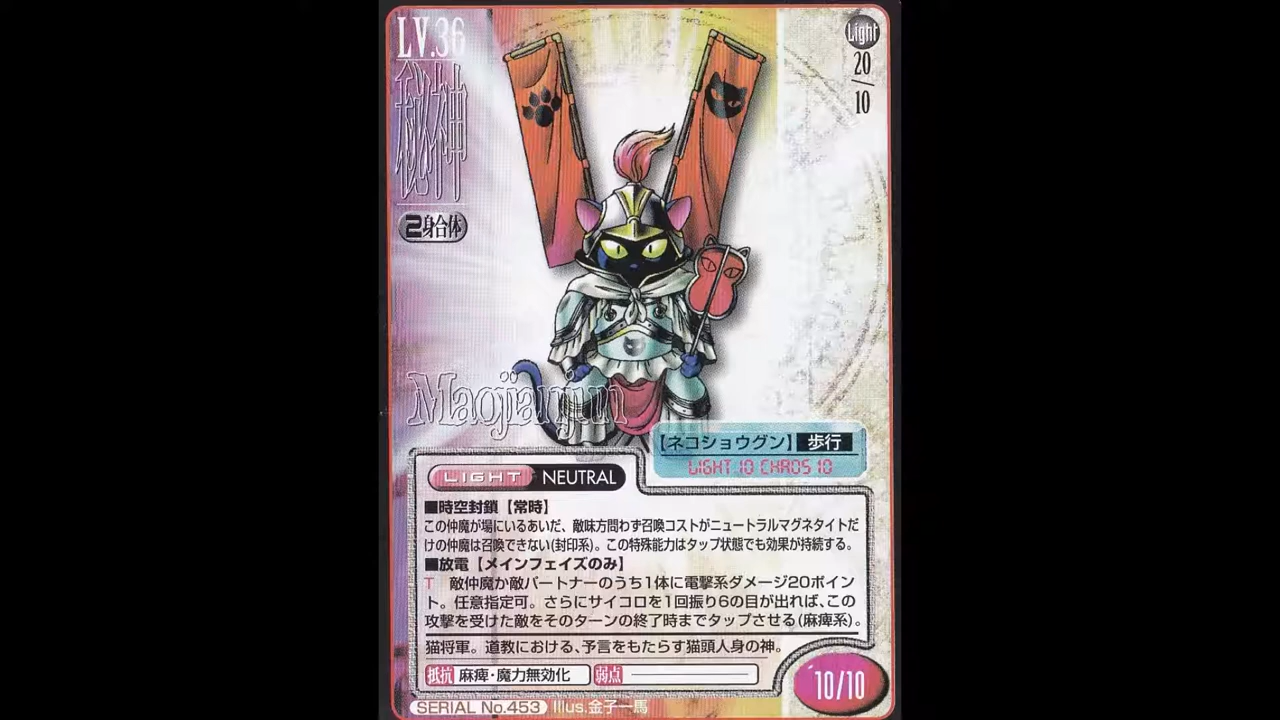 LV.36
秘神
2身合体
Light
20/10
Maojianjun
【ネコショウグン】 歩行
LIGHT 10 CHAOS 10
LIGHT NEUTRAL
■時空封鎖【常時】
この仲魔が場にいるあいだ、敵味方問わず召喚コストがニュートラルマグネタイトだ
けの仲魔は召喚できない(封印系)。この特殊能力はタップ状態でも効果が持続する。
■放電【メインフェイズのみ】
T 敵仲魔か敵パートナーのうち1体に電撃系ダメージ20ポイン
ト。任意指定可。さらにサイコロを1回振り6の目が出れば、この
攻撃を受けた敵をそのターンの終了時までタップさせる(麻痺系)。
猫将軍。道教における、予言をもたらす猫頭人身の神。
抵抗 麻痺・魔力無効化 弱点
10/10
SERIAL No.453 Illus.金子一馬